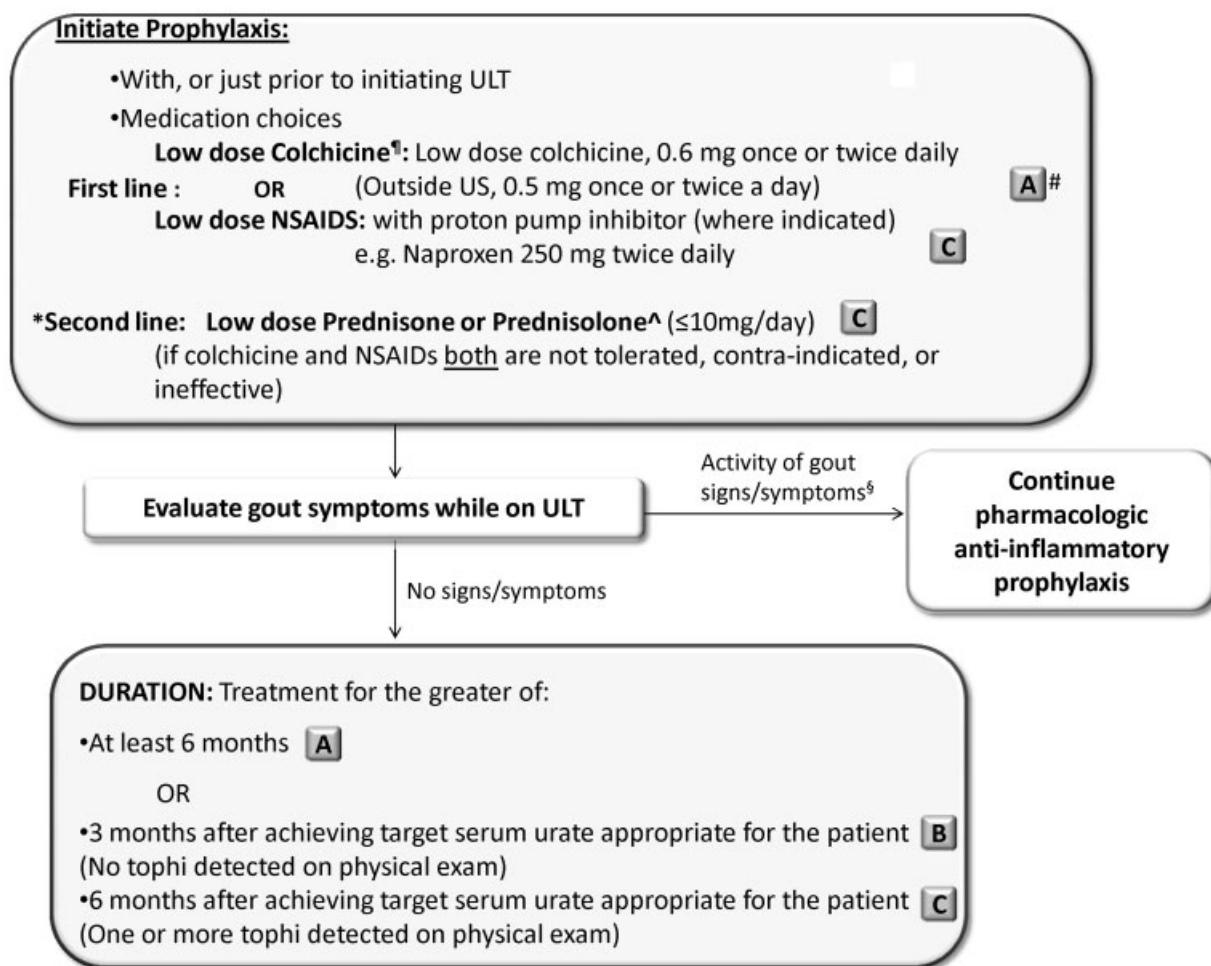 Initiate Prophylaxis:
•With, or just prior to initiating ULT
•Medication choices
Low dose Colchicine¶: Low dose colchicine, 0.6 mg once or twice daily
First line : OR (Outside US, 0.5 mg once or twice a day) A #
Low dose NSAIDS: with proton pump inhibitor (where indicated)
e.g. Naproxen 250 mg twice daily C
*Second line: Low dose Prednisone or Prednisolone^ (≤10mg/day) C
(if colchicine and NSAIDs both are not tolerated, contra-indicated, or
ineffective)
Evaluate gout symptoms while on ULT
Activity of gout
signs/symptoms§
Continue
pharmacologic
anti-inflammatory
prophylaxis
No signs/symptoms
DURATION: Treatment for the greater of:
•At least 6 months A
OR
•3 months after achieving target serum urate appropriate for the patient B
(No tophi detected on physical exam)
•6 months after achieving target serum urate appropriate for the patient C
(One or more tophi detected on physical exam)